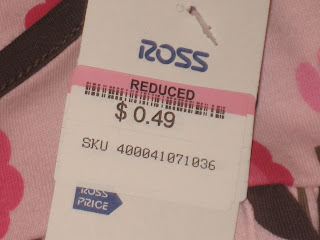 ROSS
REDUCED
$ 0.49
SKU 400041071036
ROSS
PRICE